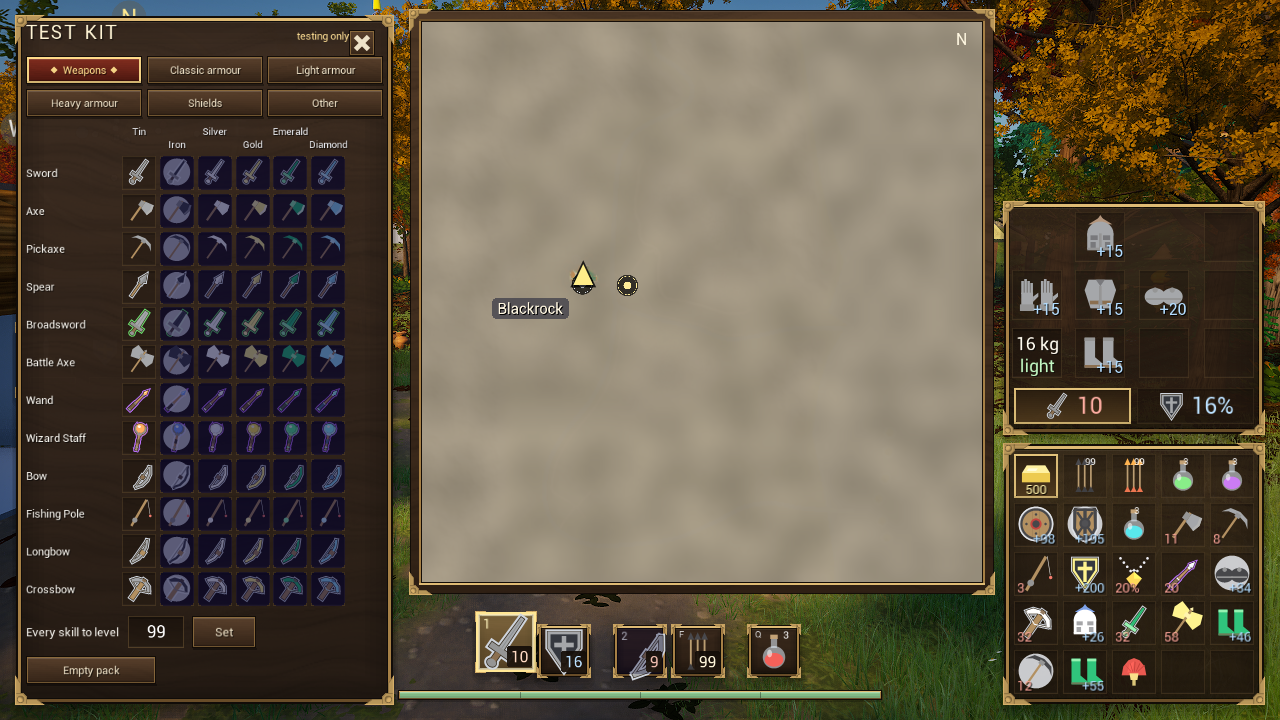 N
TEST KIT
testing only
Weapons
Classic armour
Light armour
Heavy armour
Shields
Other
Tin
Silver
Emerald
Iron
Gold
Diamond
Sword
Axe
Pickaxe
Spear
Broadsword
Battle Axe
Wand
Wizard Staff
Bow
Fishing Pole
Longbow
Crossbow
Every skill to level
99
Set
Empty pack
N
Blackrock
1
10
16
2
9
F
99
Q
3
+15
+15
+15
+20
16 kg
light
+15
10
16%
500
99
99
3
3
+98
+195
3
11
8
3
+200
20%
20
+34
32
+26
32
58
+46
12
+55